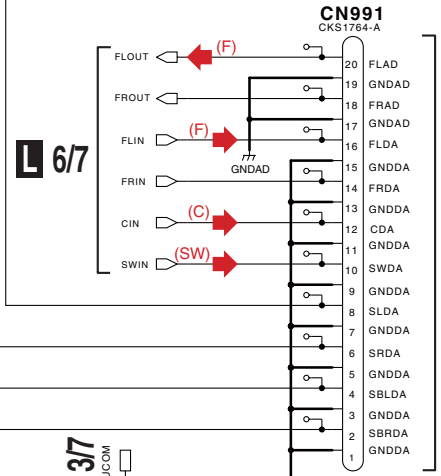 CN991
CKS1764-A
FLOUT (F) 20 FLAD
19 GNDAD
FROUT 18 FRAD
17 GNDAD
FLIN (F) 16 FLDA
L 6/7
GNDAD
15 GNDDA
FRIN 14 FRDA
13 GNDDA
CIN (C) 12 CDA
11 GNDDA
SWIN (SW) 10 SWDA
9 GNDDA
8 SLDA
7 GNDDA
6 SRDA
5 GNDDA
4 SBLDA
3 GNDDA
2 SBRDA
1 GNDDA
3/7